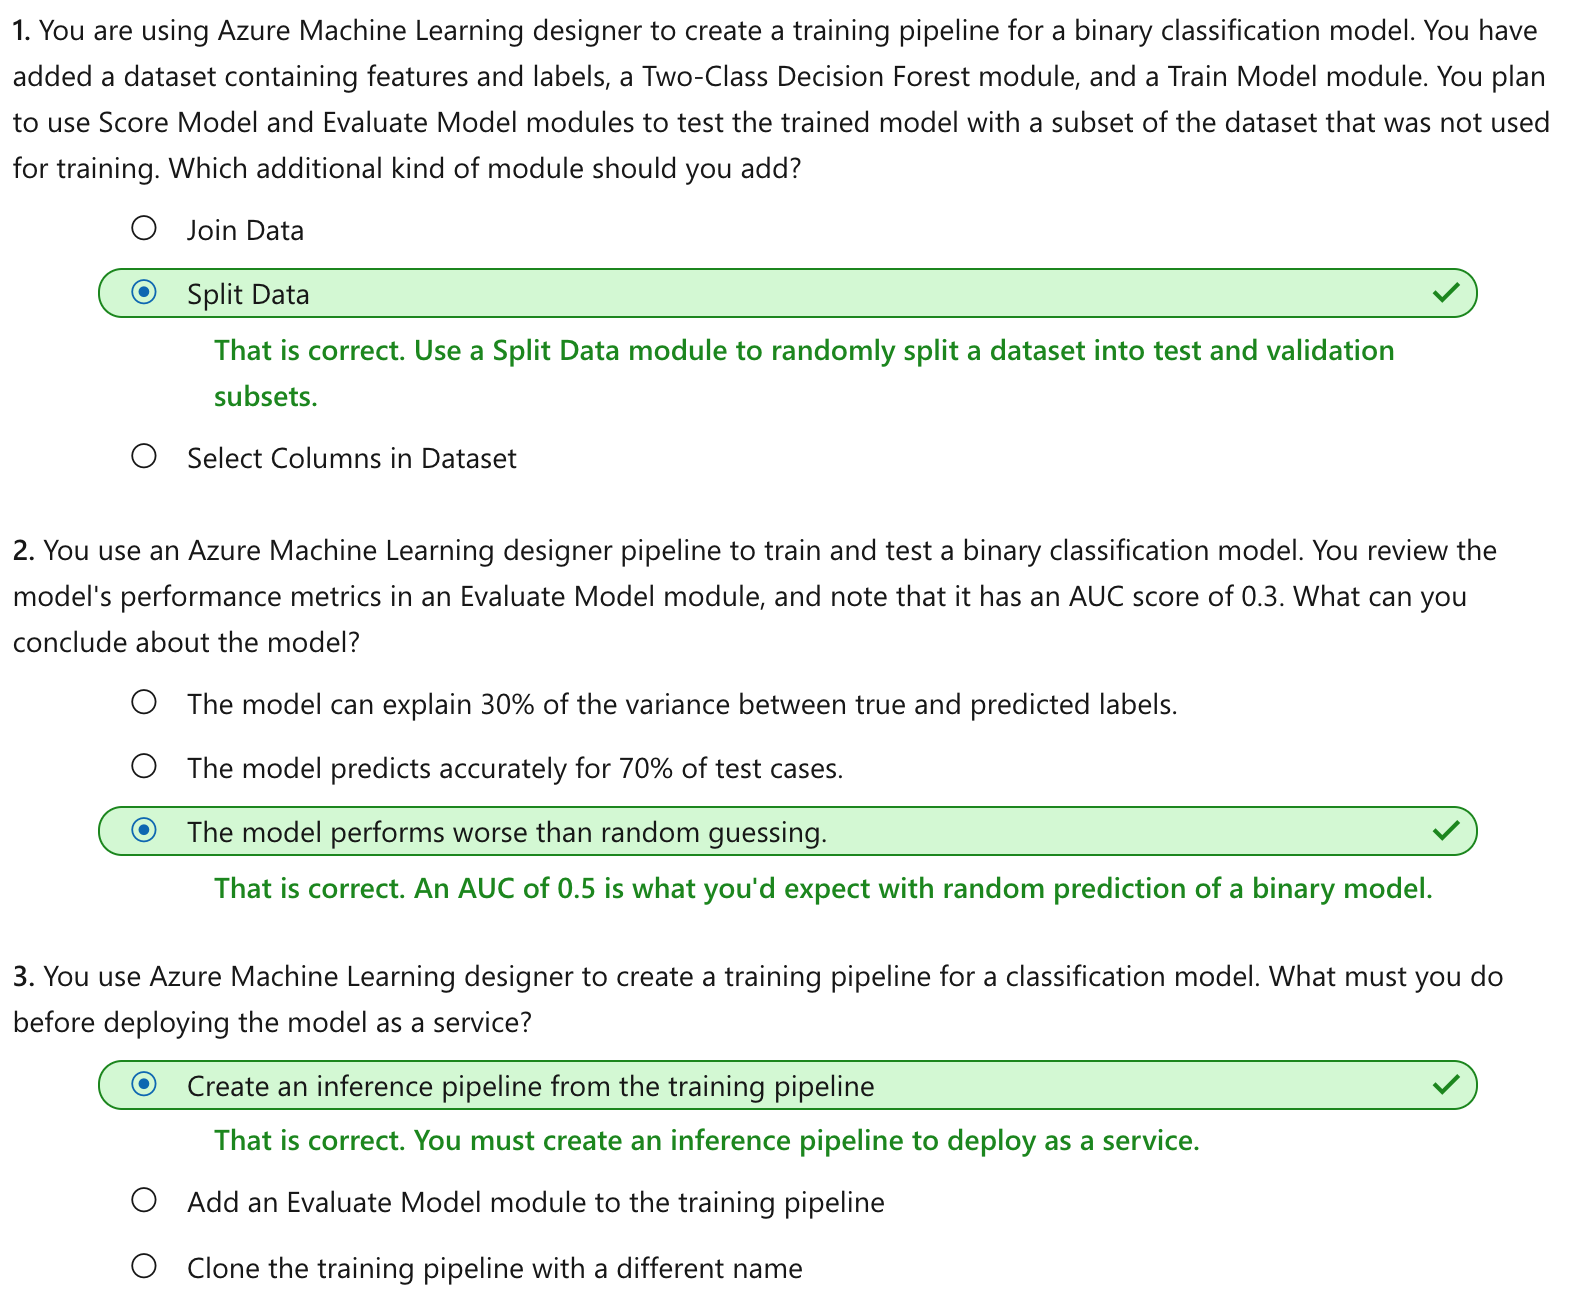 1. You are using Azure Machine Learning designer to create a training pipeline for a binary classification model. You have
added a dataset containing features and labels, a Two-Class Decision Forest module, and a Train Model module. You plan
to use Score Model and Evaluate Model modules to test the trained model with a subset of the dataset that was not used
for training. Which additional kind of module should you add?
Join Data
Split Data
That is correct. Use a Split Data module to randomly split a dataset into test and validation
subsets.
Select Columns in Dataset
2. You use an Azure Machine Learning designer pipeline to train and test a binary classification model. You review the
model's performance metrics in an Evaluate Model module, and note that it has an AUC score of 0.3. What can you
conclude about the model?
The model can explain 30% of the variance between true and predicted labels.
The model predicts accurately for 70% of test cases.
The model performs worse than random guessing.
That is correct. An AUC of 0.5 is what you'd expect with random prediction of a binary model.
3. You use Azure Machine Learning designer to create a training pipeline for a classification model. What must you do
before deploying the model as a service?
Create an inference pipeline from the training pipeline
That is correct. You must create an inference pipeline to deploy as a service.
Add an Evaluate Model module to the training pipeline
Clone the training pipeline with a different name